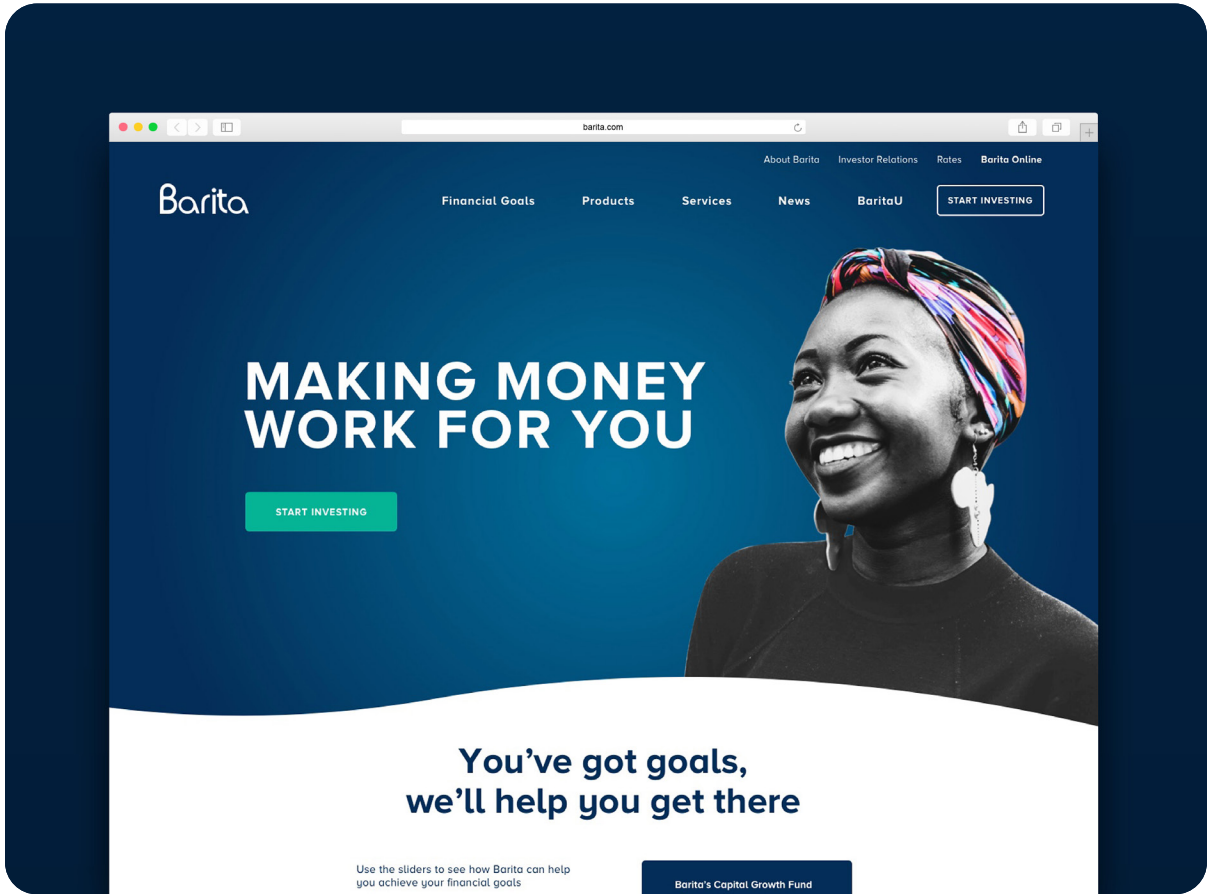 barita.com
About Barita Investor Relations Rates Barita Online
Barita
Financial Goals Products Services News BaritaU START INVESTING
MAKING MONEY
WORK FOR YOU
START INVESTING
You've got goals,
we'll help you get there
Use the sliders to see how Barita can help
you achieve your financial goals
Barita's Capital Growth Fund